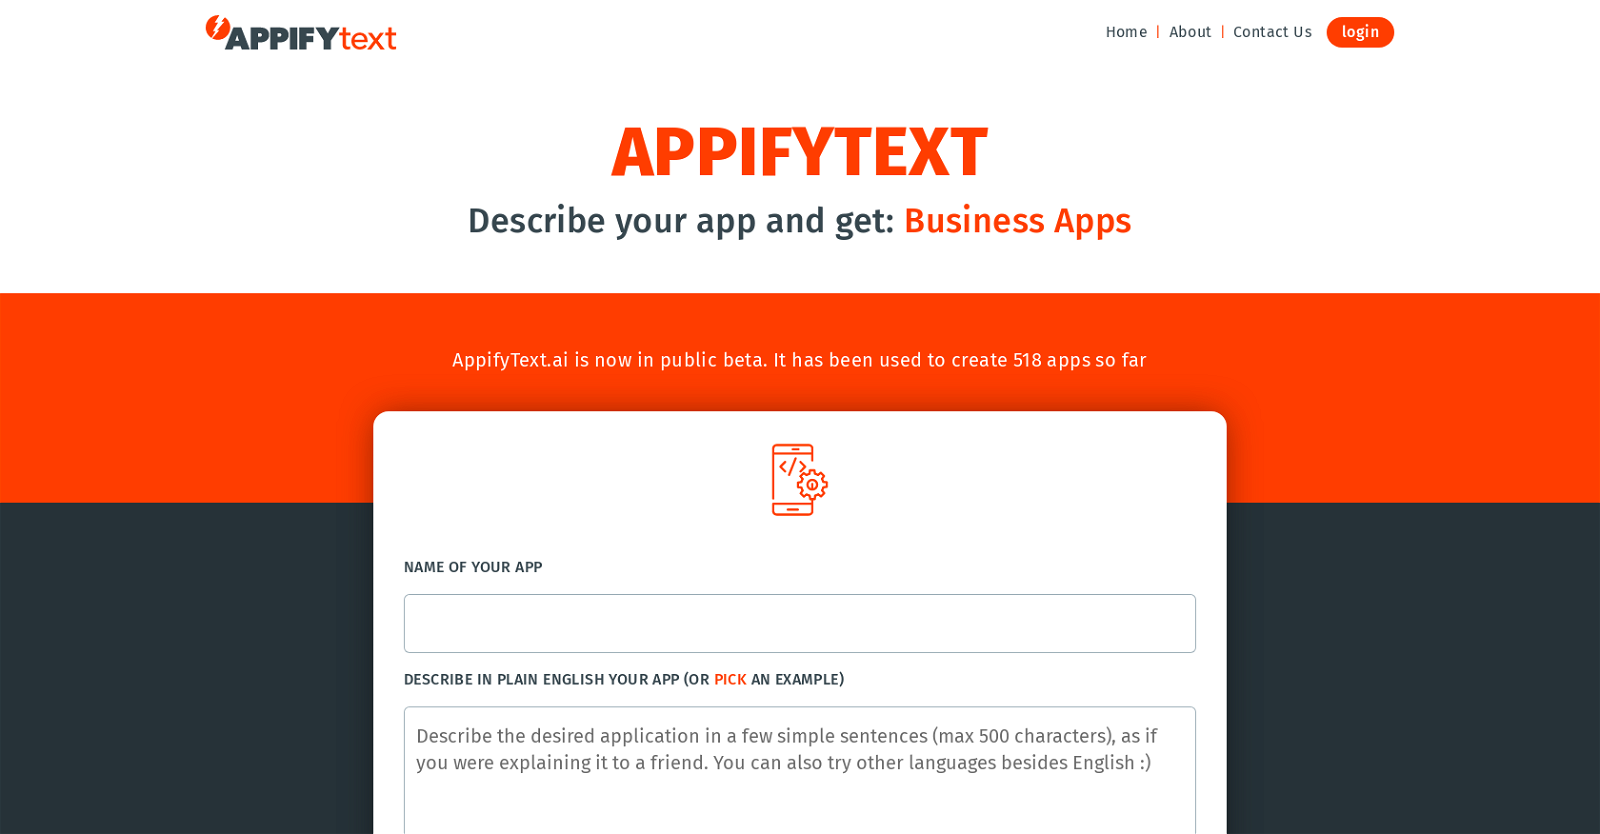 APPIFYtext
Home | About | Contact Us login
APPIFYTEXT
Describe your app and get: Business Apps
AppifyText.ai is now in public beta. It has been used to create 518 apps so far
NAME OF YOUR APP
DESCRIBE IN PLAIN ENGLISH YOUR APP (OR PICK AN EXAMPLE)
Describe the desired application in a few simple sentences (max 500 characters), as if
you were explaining it to a friend. You can also try other languages besides English :)